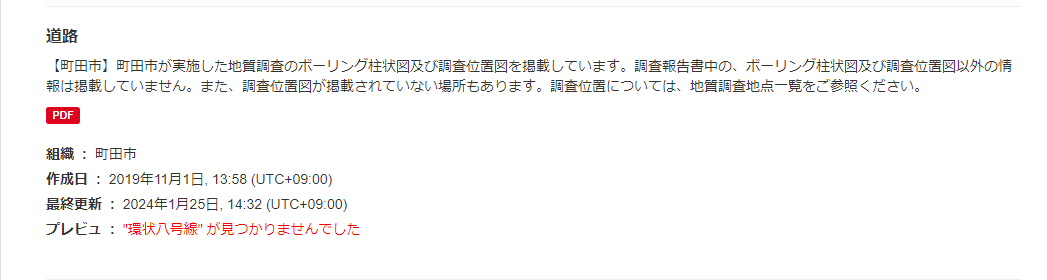 道路
【町田市】町田市が実施した地質調査のボーリング柱状図及び調査位置図を掲載しています。調査報告書中の、ボーリング柱状図及び調査位置図以外の情
報は掲載していません。また、調査位置図が掲載されていない場所もあります。調査位置については、地質調査地点一覧をご参照ください。
PDF
組織 : 町田市
作成日 : 2019年11月1日, 13:58 (UTC+09:00)
最終更新 : 2024年1月25日, 14:32 (UTC+09:00)
プレビュ : "環状八号線" が見つかりませんでした